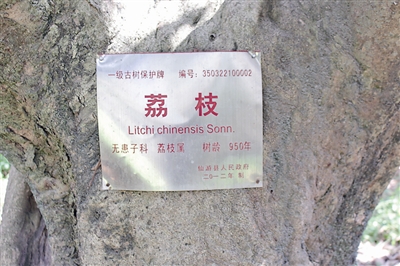 一级古树保护牌 编号：350322100002
荔枝
Litchi chinensis Sonn.
无患子科 荔枝属 树龄 950年
仙游县人民政府
二〇一二年 制